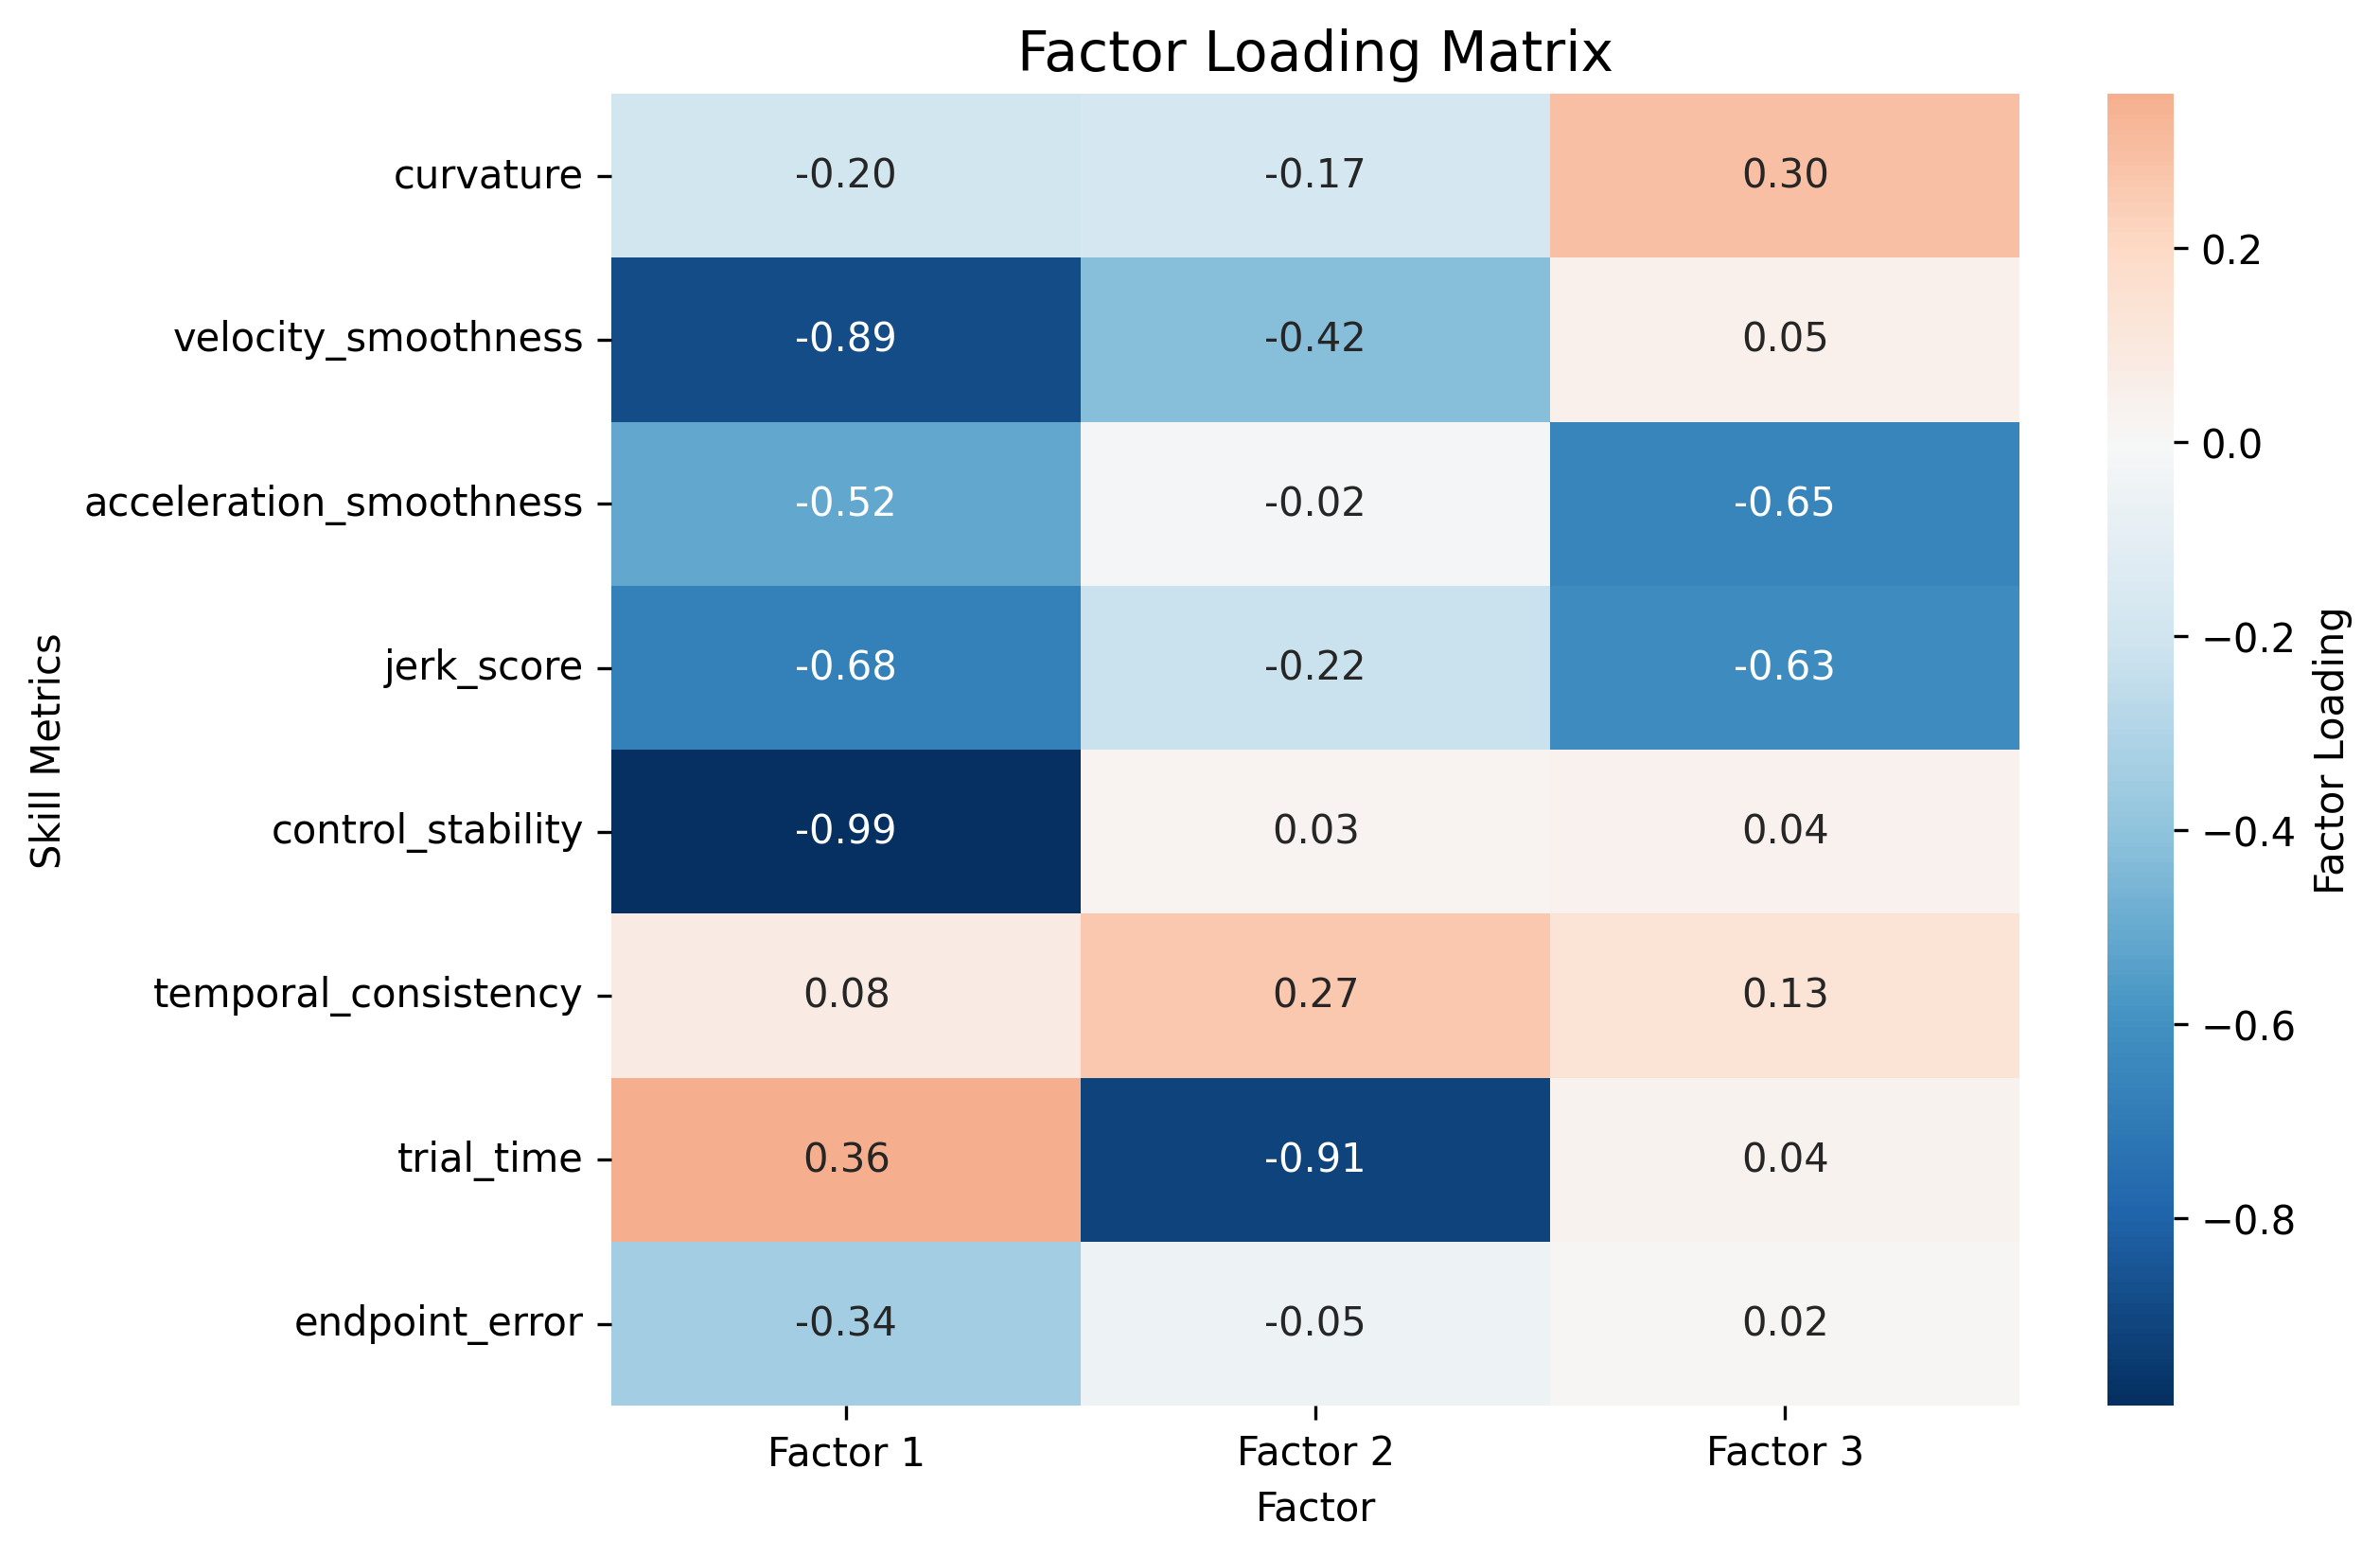 Factor Loading Matrix
Skill Metrics
curvature -0.20 -0.17 0.30
velocity_smoothness -0.89 -0.42 0.05
acceleration_smoothness -0.52 -0.02 -0.65
jerk_score -0.68 -0.22 -0.63
control_stability -0.99 0.03 0.04
temporal_consistency 0.08 0.27 0.13
trial_time 0.36 -0.91 0.04
endpoint_error -0.34 -0.05 0.02
Factor 1 Factor 2 Factor 3
Factor
0.2
0.0
−0.2
−0.4
−0.6
−0.8
Factor Loading